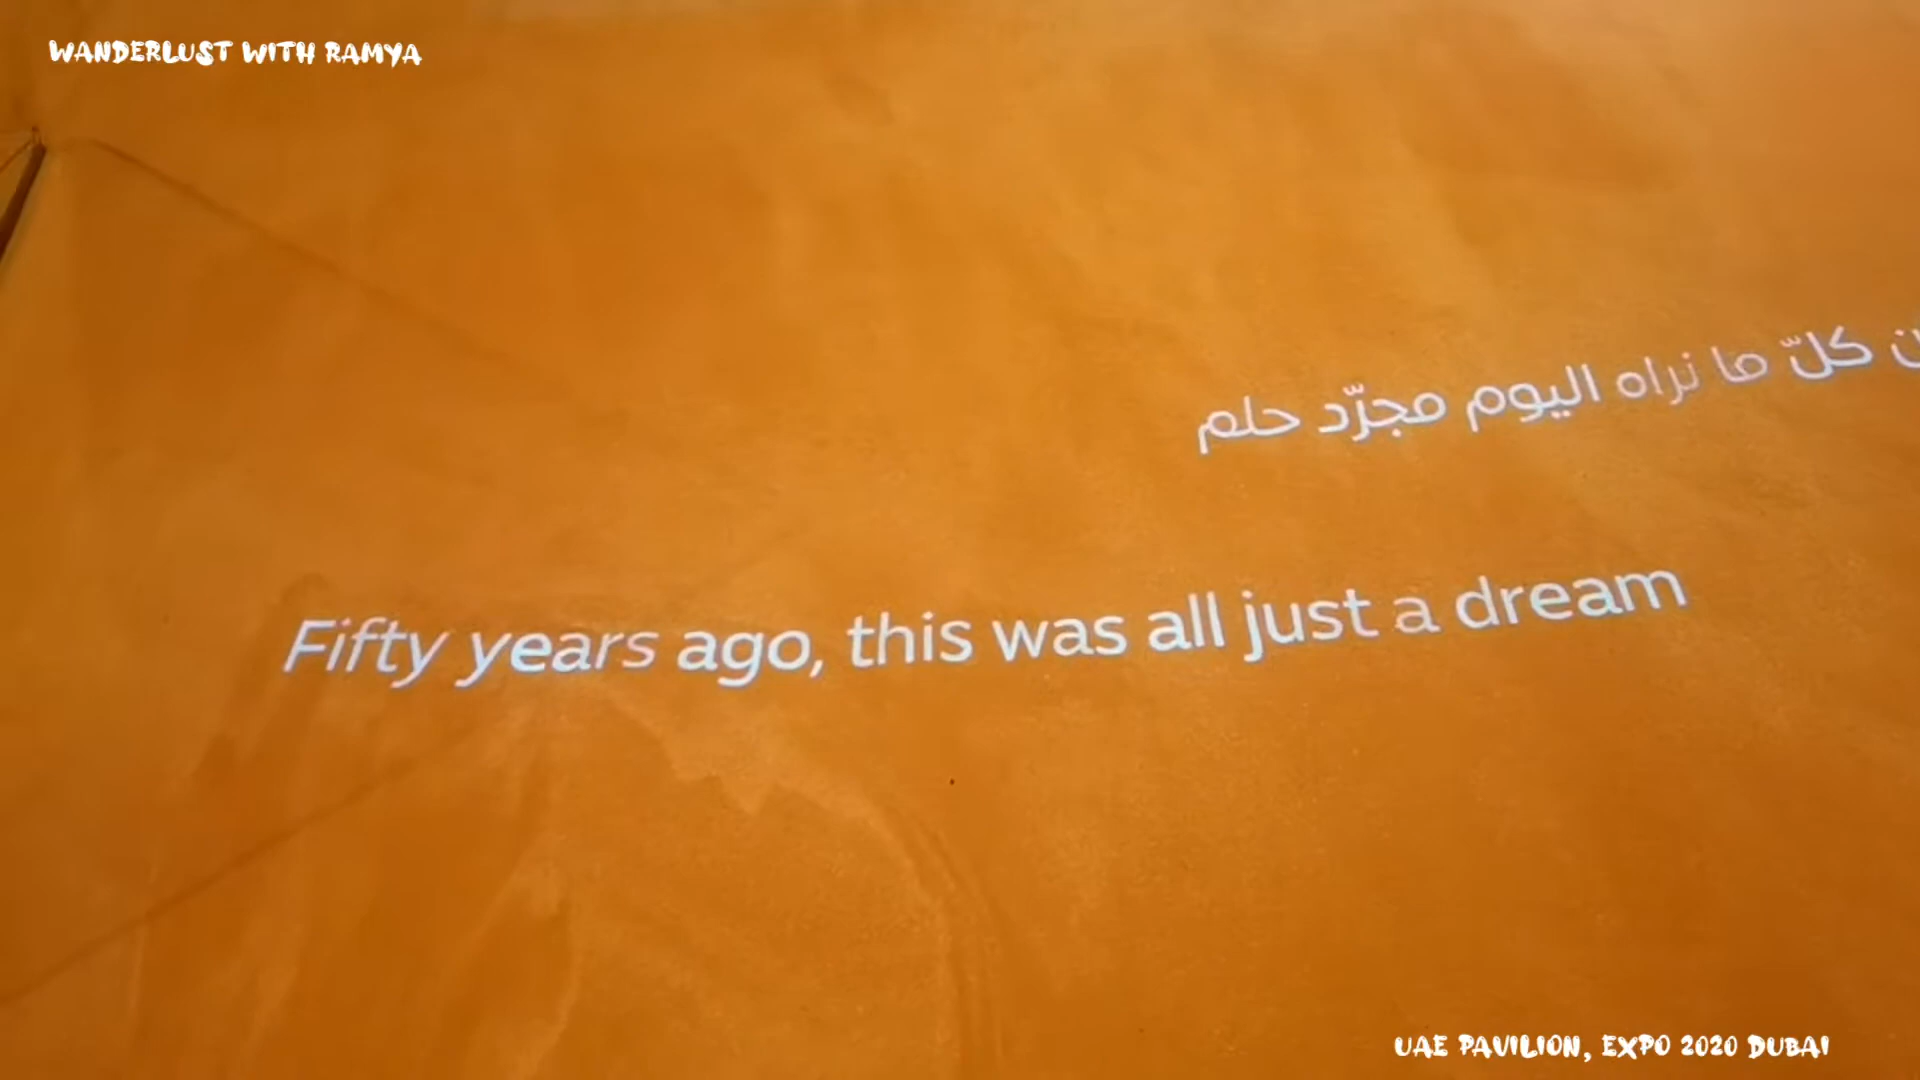 WANDERLUST WITH RAMYA
كلّ ما نراه اليوم مجرّد حلم
Fifty years ago, this was all just a dream
UAE PAVILION, EXPO 2020 DUBAI